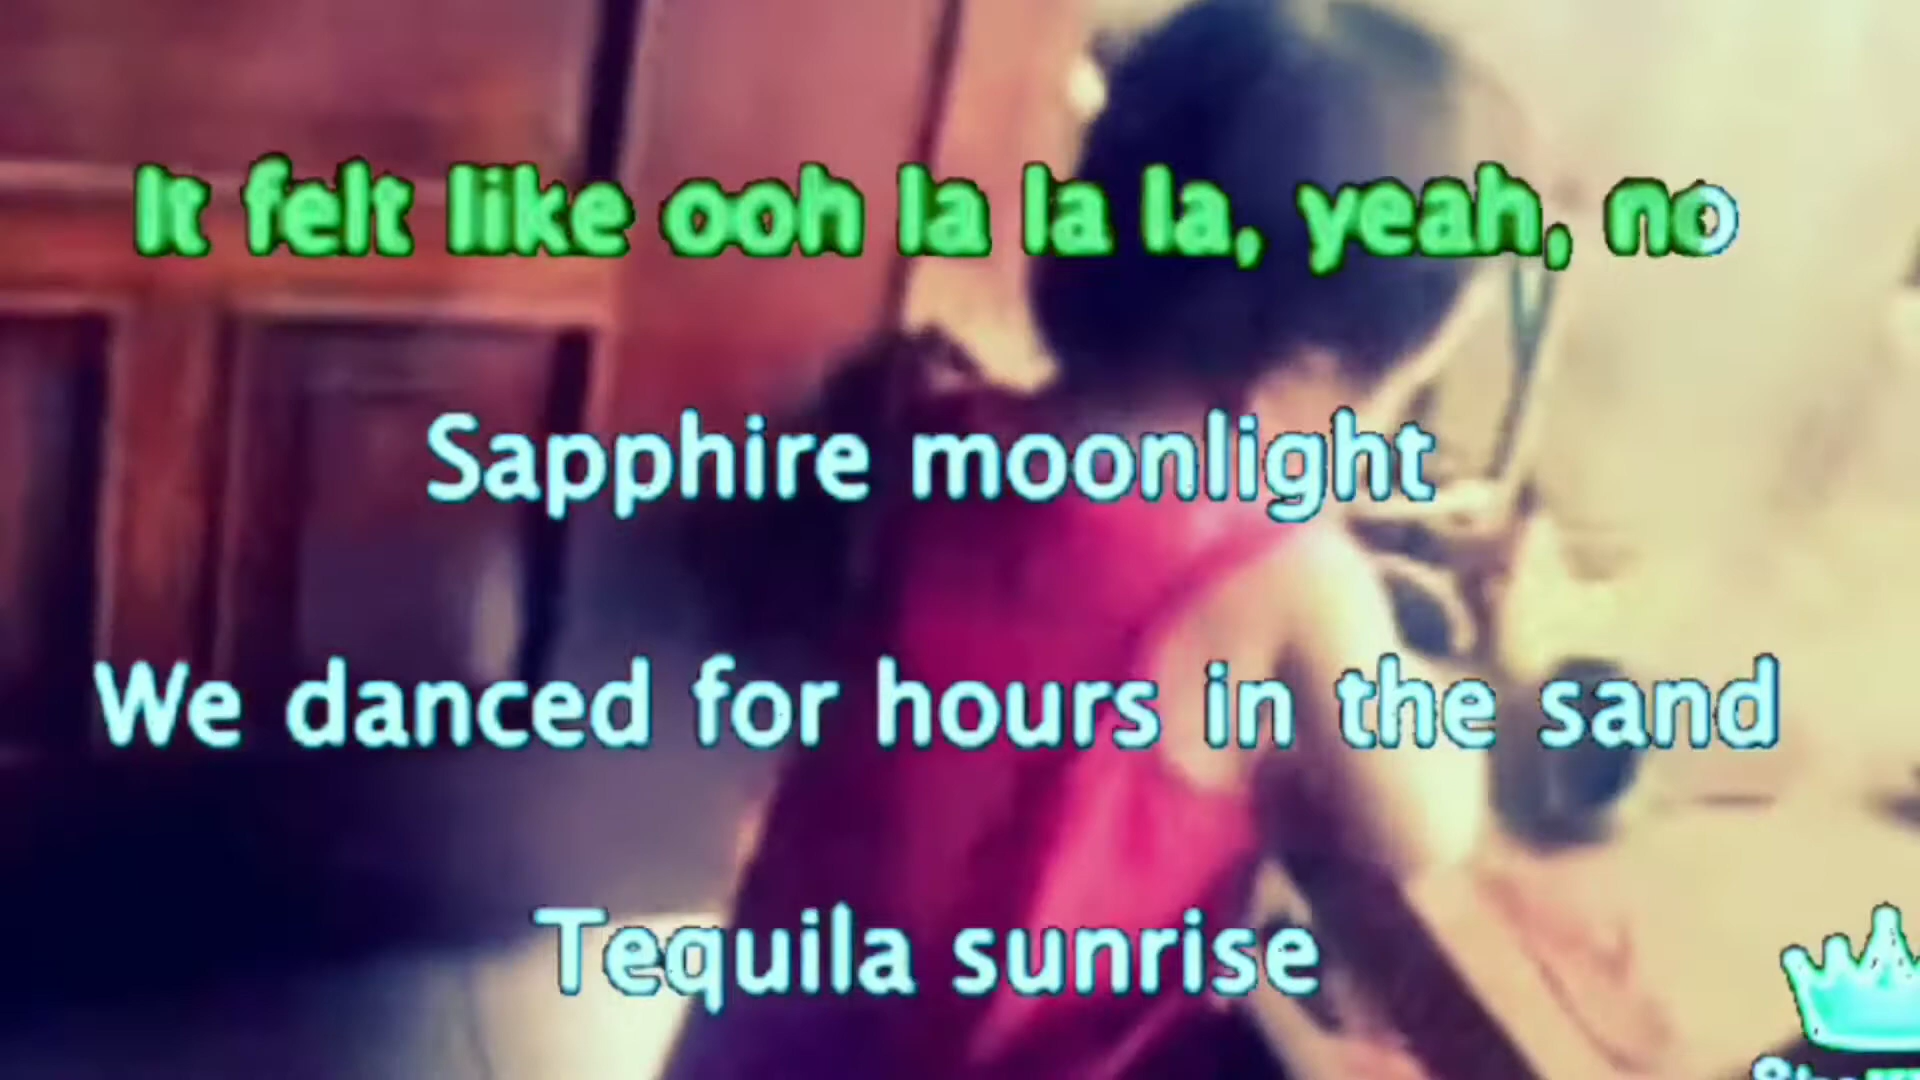 It felt like ooh la la la, yeah, no
Sapphire moonlight
We danced for hours in the sand
Tequila sunrise